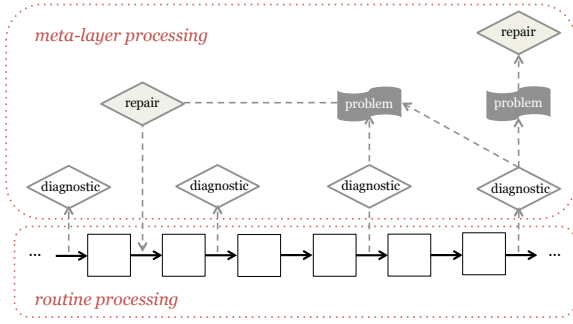 repair
meta-layer processing
repair
problem
problem
diagnostic
diagnostic
diagnostic
diagnostic
...
...
routine processing